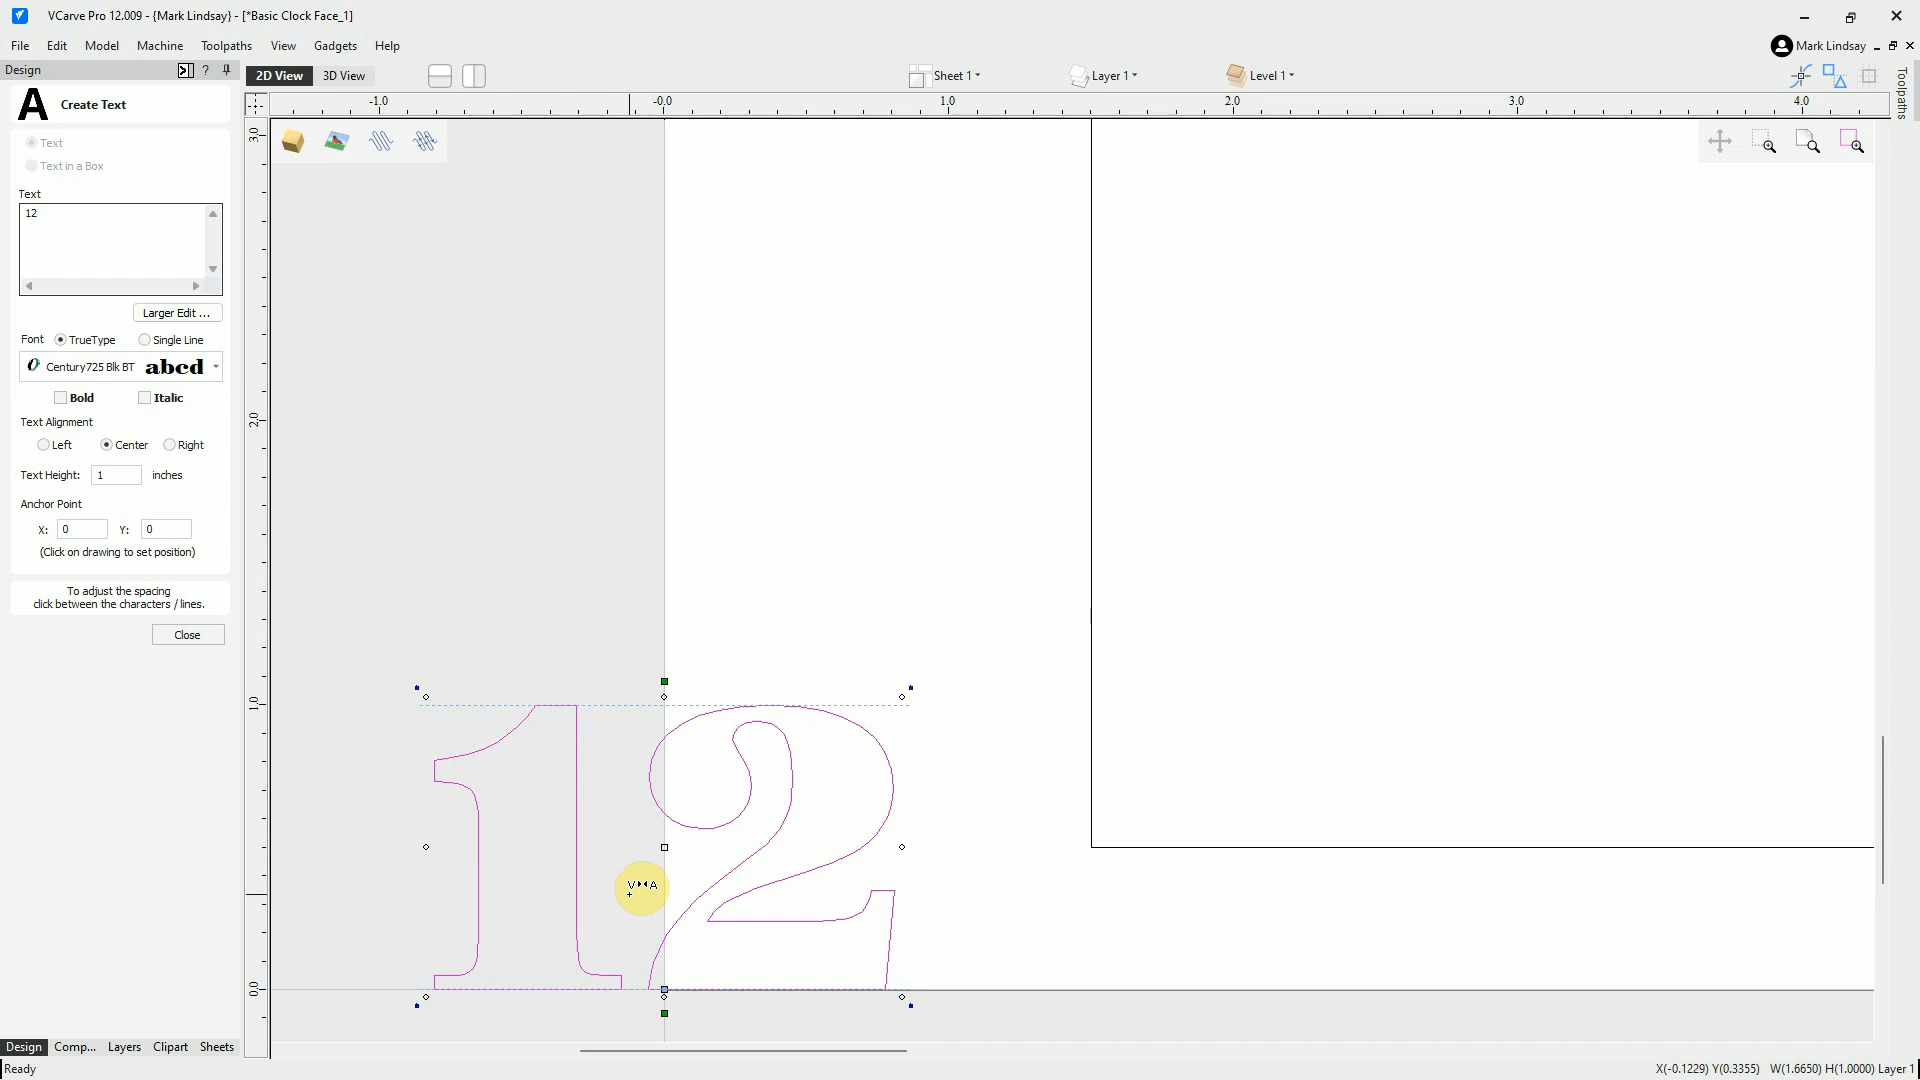 VCarve Pro 12.009 - {Mark Lindsay} - [*Basic Clock Face_1]
File Edit Model Machine Toolpaths View Gadgets Help
Mark Lindsay
Design ?
2D View 3D View
Sheet 1 Layer 1 Level 1
Toolpaths
Create Text
Text
Text in a Box
Text
12
Larger Edit ...
Font TrueType Single Line
O Century725 Blk BT abcd
Bold Italic
Text Alignment
Left Center Right
Text Height: 1 inches
Anchor Point
X: 0 Y: 0
(Click on drawing to set position)
To adjust the spacing
click between the characters / lines.
Close
-1.0 -0.0 1.0 2.0 3.0 4.0
3.0
2.0
1.0
0.0
12
V A
Design Comp... Layers Clipart Sheets
Ready
X(-0.1229) Y(0.3355) W(1.6650) H(1.0000) Layer 1